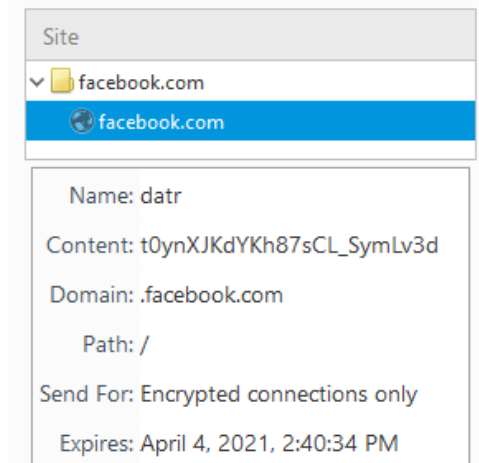 Site
facebook.com
facebook.com
Name: datr
Content: t0ynXJKdYKh87sCL_SymLv3d
Domain: .facebook.com
Path: /
Send For: Encrypted connections only
Expires: April 4, 2021, 2:40:34 PM